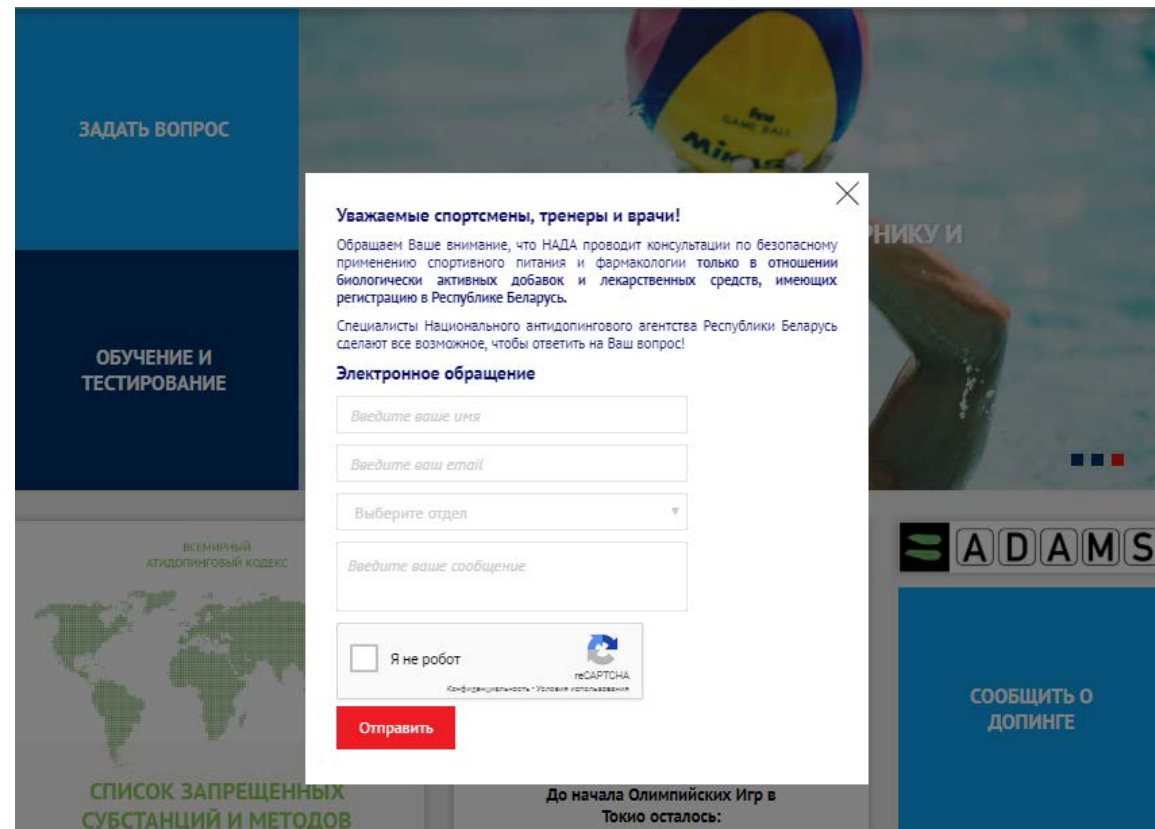 ЗАДАТЬ ВОПРОС
GAME BALL
НИКУ И
ОБУЧЕНИЕ И
ТЕСТИРОВАНИЕ
Уважаемые спортсмены, тренеры и врачи!
Обращаем Ваше внимание, что НАДА проводит консультации по безопасному
применению спортивного питания и фармакологии только в отношении
биологически активных добавок и лекарственных средств, имеющих
регистрацию в Республике Беларусь.
Специалисты Национального антидопингового агентства Республики Беларусь
сделают все возможное, чтобы ответить на Ваш вопрос!
Электронное обращение
Введите ваше имя
Введите ваш email
Выберите отдел
Введите ваше сообщение
Я не робот
reCAPTCHA
Конфиденциальность - Условия использования
Отправить
ВСЕМИРНЫЙ
АТИДОПИНГОВЫЙ КОДЕКС
СПИСОК ЗАПРЕЩЕННЫХ
СУБСТАНЦИЙ И МЕТОДОВ
До начала Олимпийских Игр в
Токио осталось:
ADAMS
СООБЩИТЬ О
ДОПИНГЕ